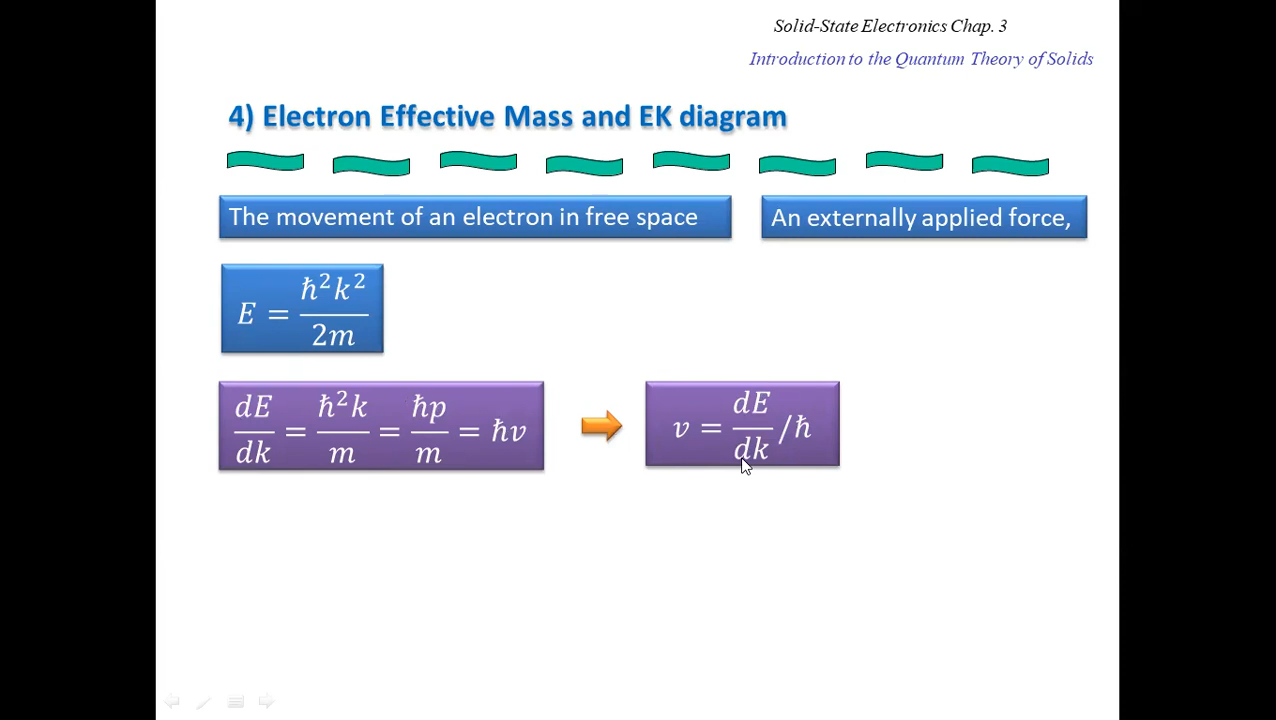 Solid-State Electronics Chap. 3
Introduction to the Quantum Theory of Solids
4) Electron Effective Mass and EK diagram
The movement of an electron in free space
An externally applied force,
E = ħ²k²/2m
dE/dk = ħ²k/m = ħp/m = ħv
v = dE/dk /ħ